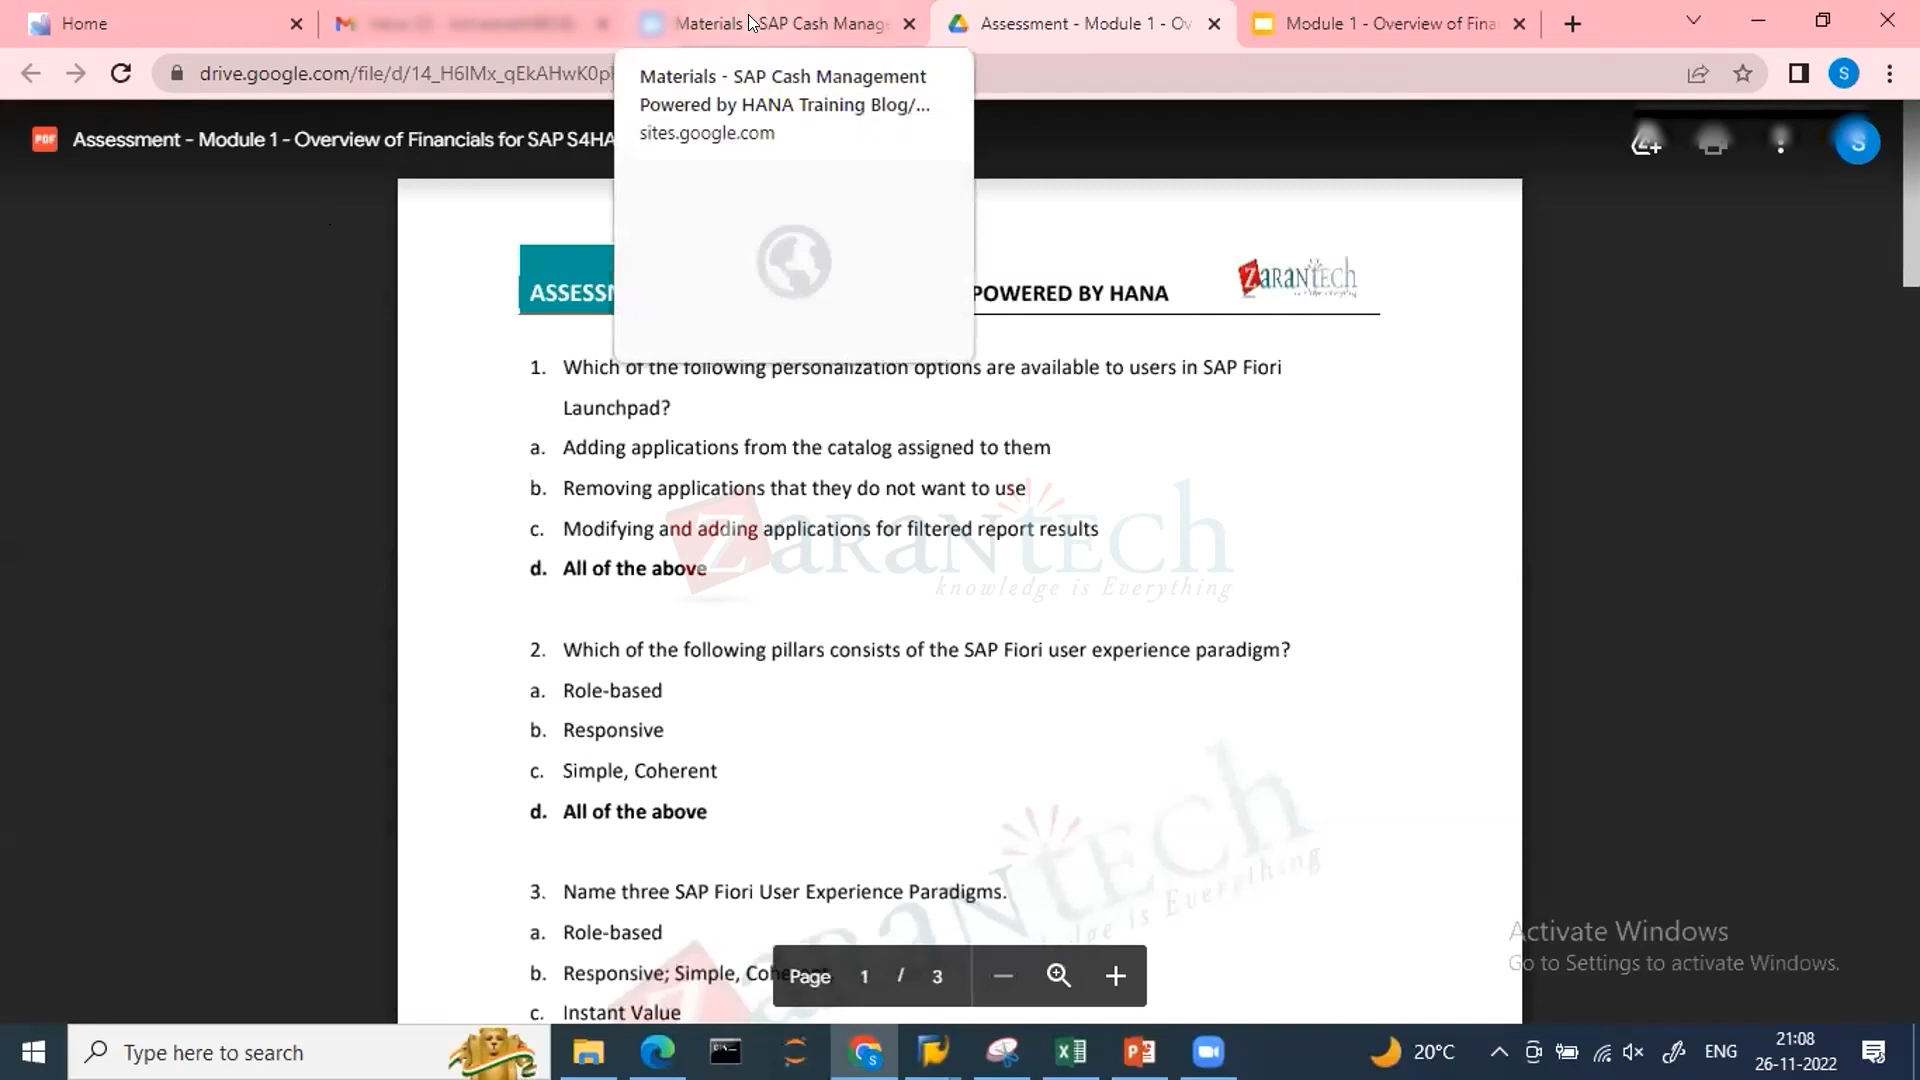 Home
Materials - SAP Cash Manage
Assessment - Module 1 - Ov
Module 1 - Overview of Fina
drive.google.com/file/d/14_H6IMx_qEkAHwK0p
S
Materials - SAP Cash Management
Powered by HANA Training Blog/...
sites.google.com
PDF
Assessment - Module 1 - Overview of Financials for SAP S4HA
S
ASSESSM
POWERED BY HANA
ZARANTECH
1. Which of the following personalization options are available to users in SAP Fiori
Launchpad?
a. Adding applications from the catalog assigned to them
b. Removing applications that they do not want to use
c. Modifying and adding applications for filtered report results
d. All of the above
ZARANTECH
knowledge is Everything
2. Which of the following pillars consists of the SAP Fiori user experience paradigm?
a. Role-based
b. Responsive
c. Simple, Coherent
d. All of the above
3. Name three SAP Fiori User Experience Paradigms.
a. Role-based
b. Responsive; Simple,
c. Instant Value
Page 1 / 3
Activate Windows
Go to Settings to activate Windows.
Type here to search
20°C
ENG
21:08
26-11-2022